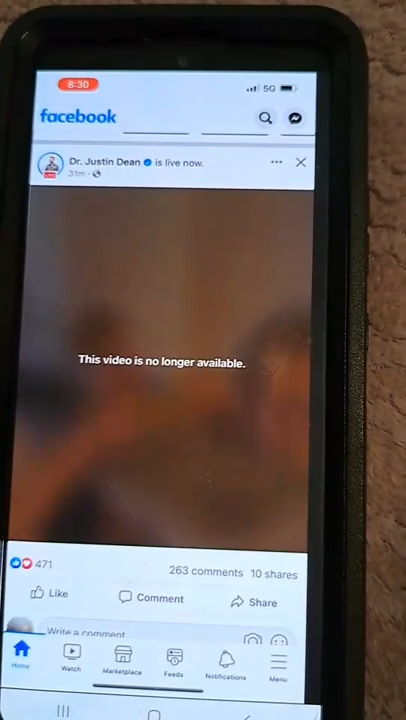 8:30
5G
facebook
Dr. Justin Dean is live now.
LIVE
31m ·
This video is no longer available.
471
263 comments 10 shares
Like
Comment
Share
Write a comment
Home
Watch
Marketplace
Feeds
Notifications
Menu